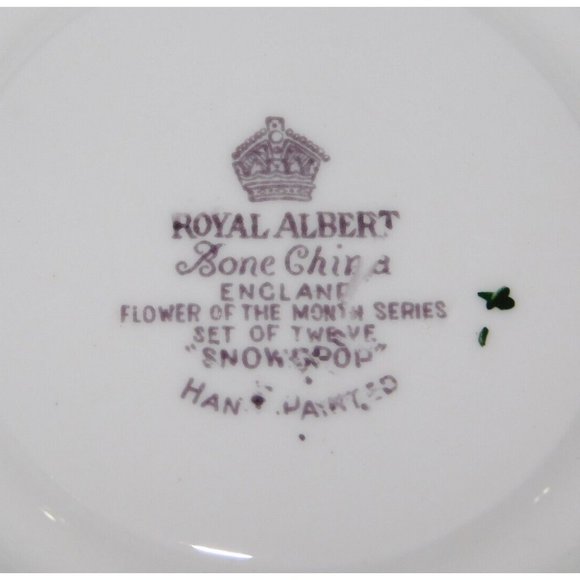 ROYAL ALBERT
Bone China
ENGLAND
FLOWER OF THE MONTH SERIES
SET OF TWELVE
"SNOWDROP"
HAND PAINTED